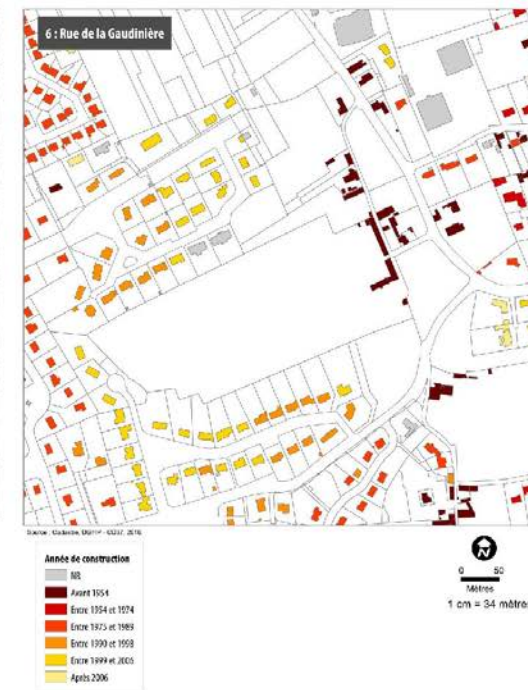 6 : Rue de la Gaudinière
Source : Cadastre, DGFiP - CD37, 2016
Année de construction
NR
Avant 1954
Entre 1954 et 1974
Entre 1975 et 1989
Entre 1990 et 1998
Entre 1999 et 2006
Après 2006
N
0 50
Mètres
1 cm = 34 mètres